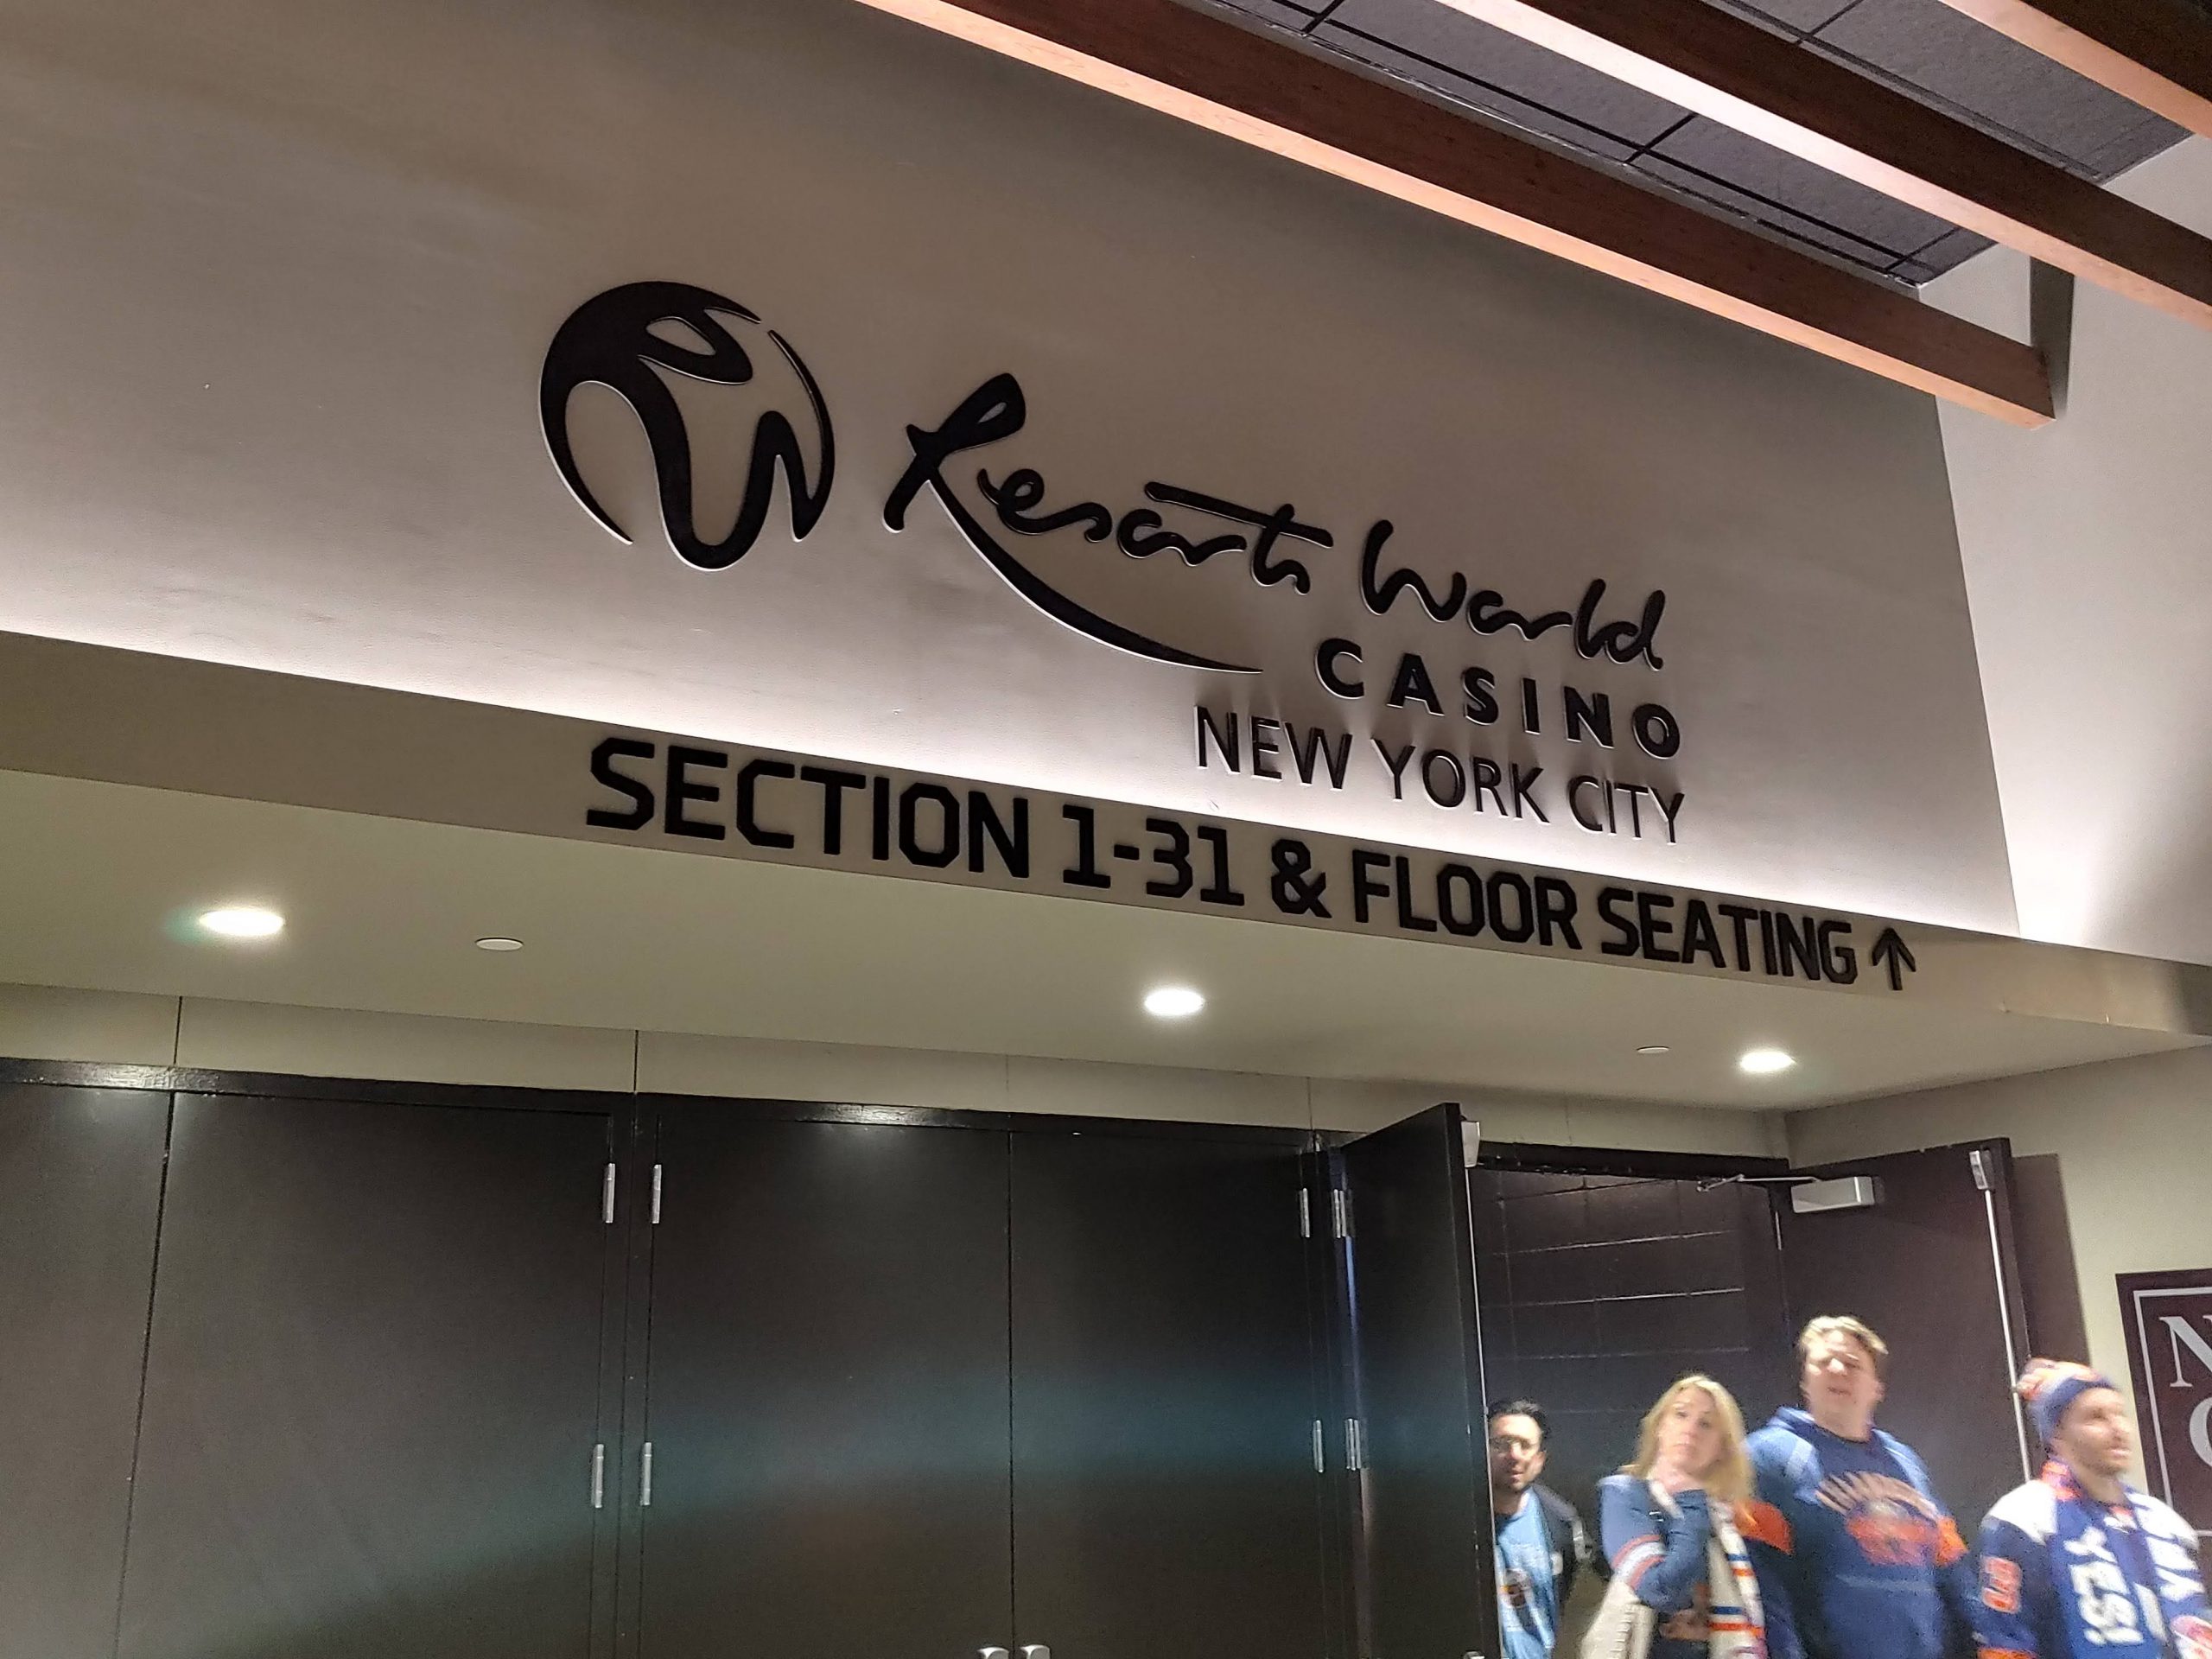 Resorts World
CASINO
NEW YORK CITY
SECTION 1-31 & FLOOR SEATING ↑